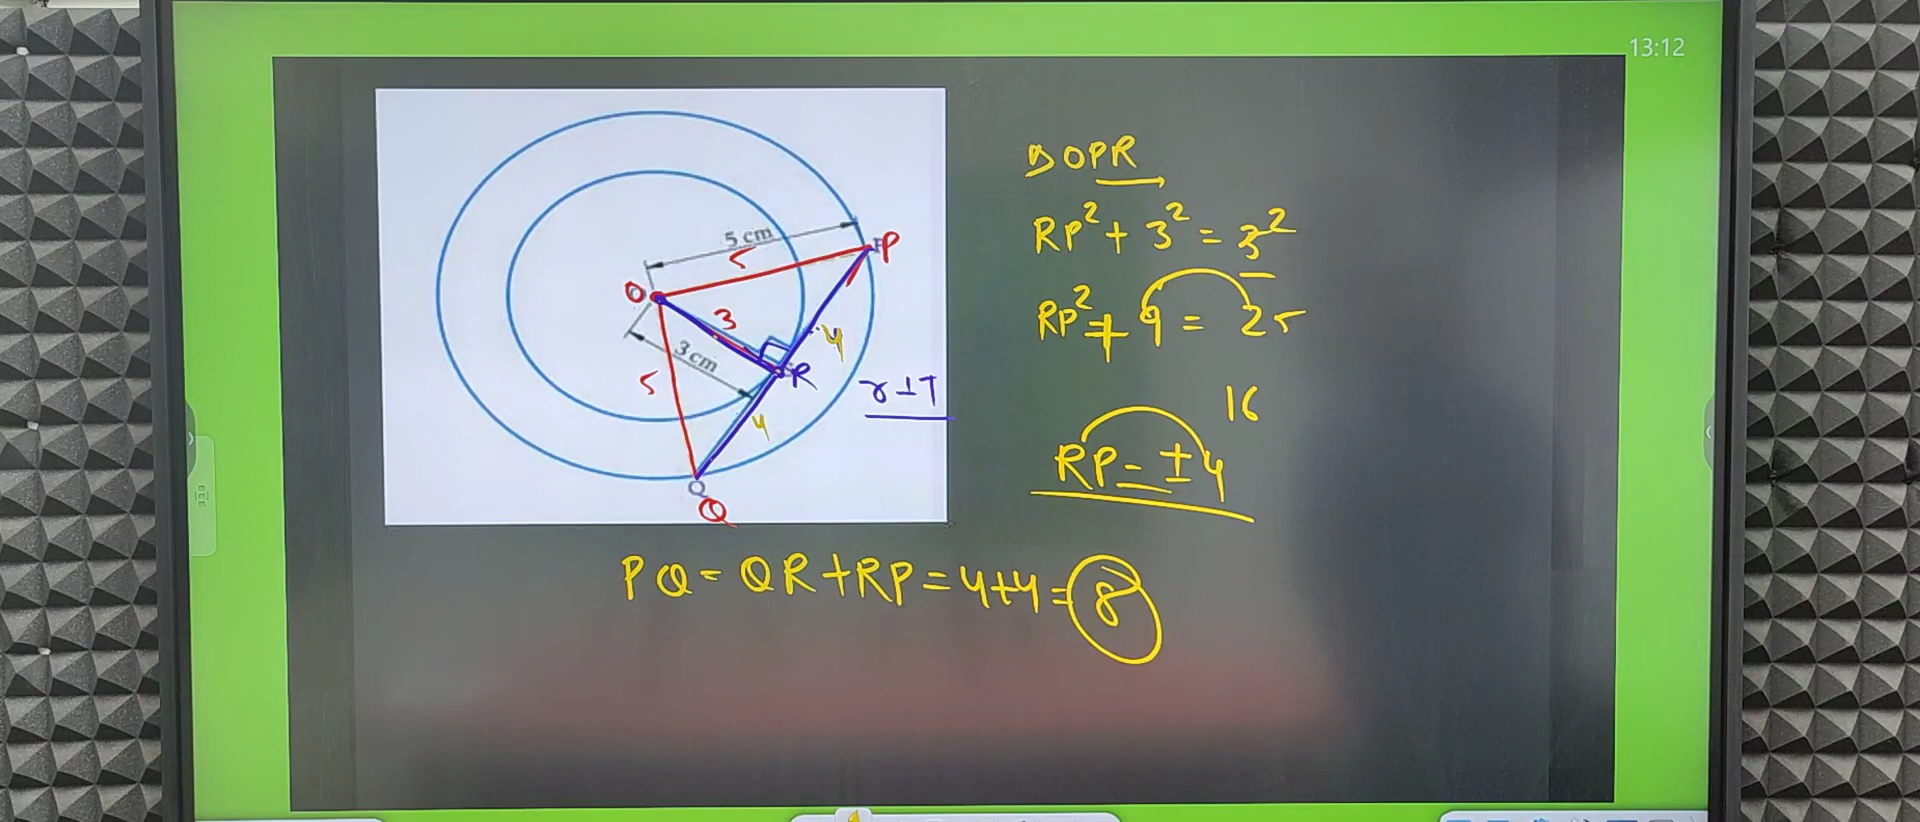 13:12
5 cm
5
P
O
3
3 cm
4
R
5
r⊥T
4
Q
Q
△OPR
RP² + 3² = 5²
RP² + 9 = 25
16
RP = ±4
PQ = QR + RP = 4+4 = 8